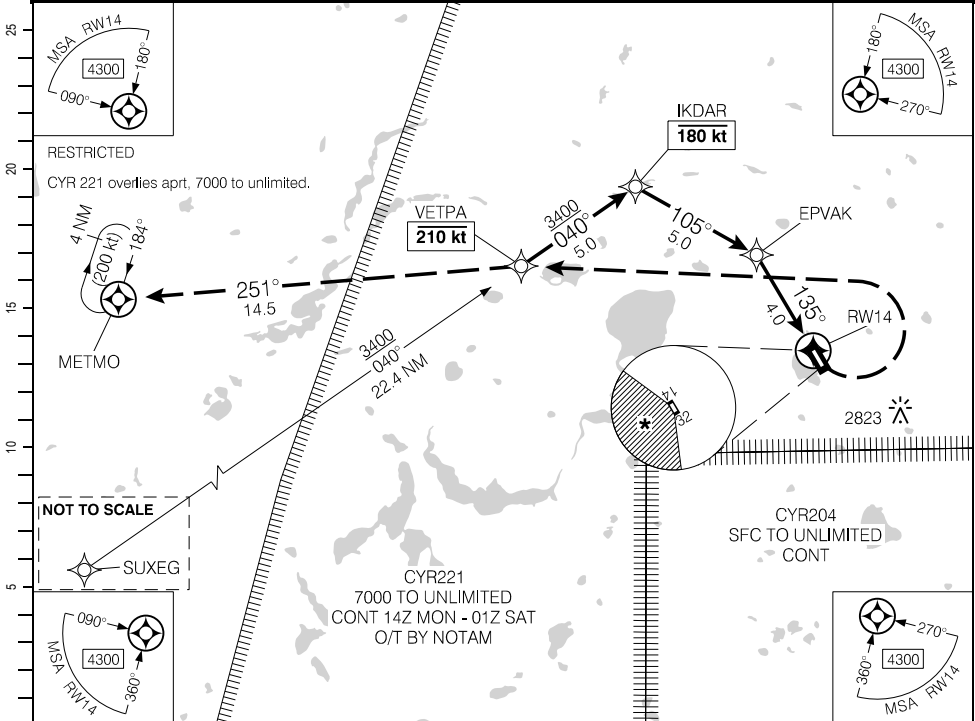 25
20
15
10
5
MSA RW14
4300
180°
090°
MSA RW14
4300
180°
270°
RESTRICTED
CYR 221 overlies aprt, 7000 to unlimited.
IKDAR
180 kt
VETPA
210 kt
EPVAK
3400
040°
5.0
105°
5.0
135°
4.0
RW14
4 NM
(200 kt)
184°
METMO
251°
14.5
3400
040°
22.4 NM
14
32
*
2823
NOT TO SCALE
SUXEG
CYR204
SFC TO UNLIMITED
CONT
CYR221
7000 TO UNLIMITED
CONT 14Z MON - 01Z SAT
O/T BY NOTAM
090°
4300
360°
MSA RW14
270°
4300
360°
MSA RW14